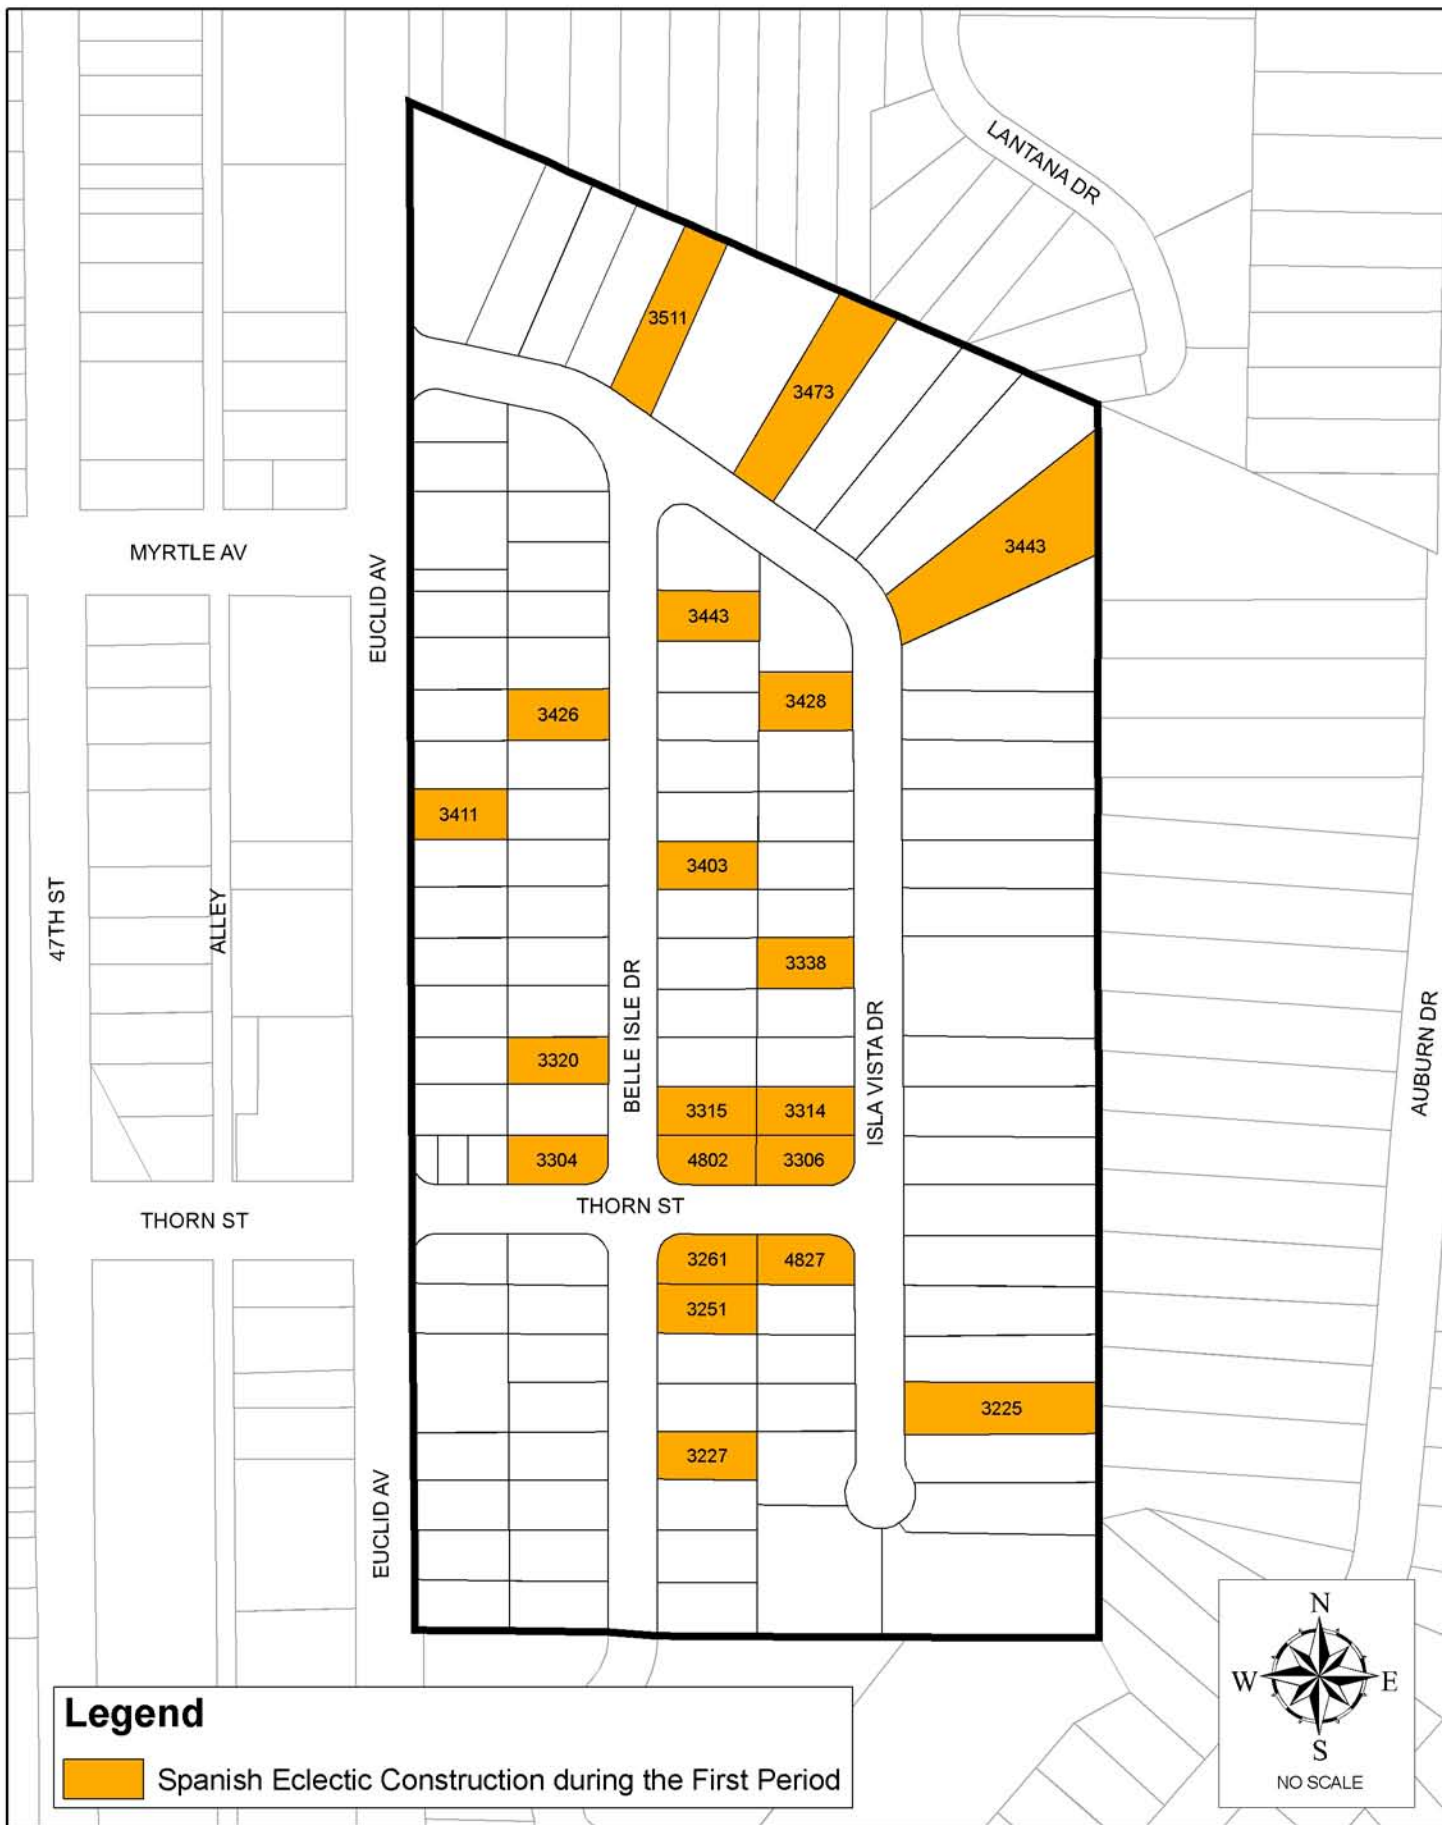 LANTANA DR
3511
3473
3443
MYRTLE AV
EUCLID AV
3443
3428
3426
3411
3403
47TH ST
ALLEY
3338
BELLE ISLE DR
ISLA VISTA DR
AUBURN DR
3320
3315
3314
3304
4802
3306
THORN ST
THORN ST
3261
4827
3251
3225
3227
EUCLID AV
N
W
E
S
NO SCALE
Legend
Spanish Eclectic Construction during the First Period